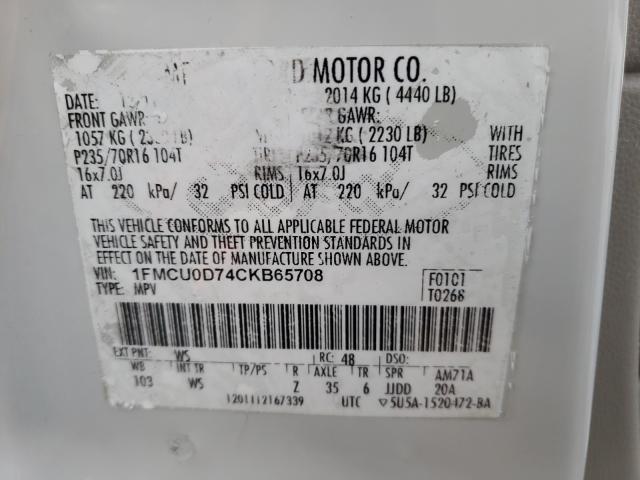 MOTOR CO.
DATE: 2014 KG ( 4440 LB)
FRONT GAWR: GAWR:
1057 KG ( KG ( 2230 LB) WITH
P235/70R16 104T P235/70R16 104T TIRES
16x7.0J RIMS 16x7.0J RIMS
AT 220 kPa/ 32 PSI COLD AT 220 kPa/ 32 PSI COLD
THIS VEHICLE CONFORMS TO ALL APPLICABLE FEDERAL MOTOR
VEHICLE SAFETY AND THEFT PREVENTION STANDARDS IN
EFFECT ON THE DATE OF MANUFACTURE SHOWN ABOVE.
VIN: 1FMCU0D74CKB65708 F0101
TYPE: MPV T0268
EXT PNT: WS RC: 48 DSO:
WB INT TR TP/PS R AXLE TR SPR AM71A
103 WS Z 35 6 JJDD 20A
1201112167339 UTC ▽5U5A-1520472-BA